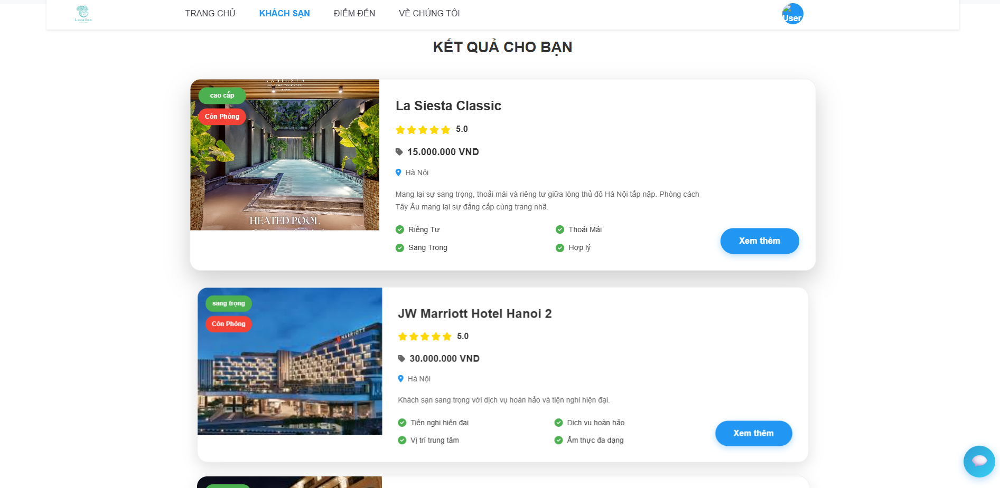 Lavallee
TRANG CHỦ
KHÁCH SẠN
ĐIỂM ĐẾN
VỀ CHÚNG TÔI
User
KẾT QUẢ CHO BẠN
LASIESTA
cao cấp
Còn Phòng
HEATED POOL
La Siesta Classic
5.0
15.000.000 VND
Hà Nội
Mang lại sự sang trọng, thoải mái và riêng tư giữa lòng thủ đô Hà Nội tấp nập. Phòng cách
Tây Âu mang lại sự đẳng cấp cùng trang nhã.
Riêng Tư
Thoải Mái
Sang Trọng
Hợp lý
Xem thêm
sang trọng
Còn Phòng
MARRIOTT
JW Marriott Hotel Hanoi 2
5.0
30.000.000 VND
Hà Nội
Khách sạn sang trọng với dịch vụ hoàn hảo và tiện nghi hiện đại.
Tiện nghi hiện đại
Dịch vụ hoàn hảo
Vị trí trung tâm
Ẩm thực đa dạng
Xem thêm